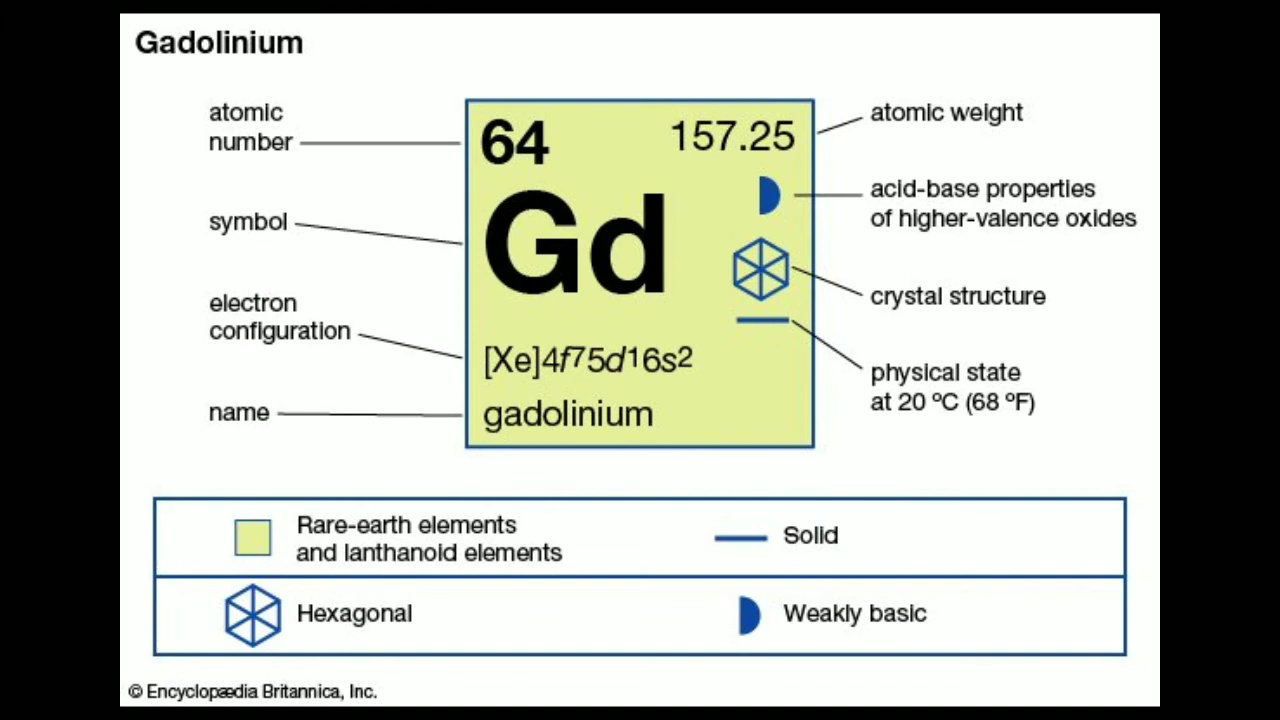 Gadolinium
atomic
number
symbol
electron
configuration
name
64
157.25
Gd
[Xe]4f⁷5d¹6s²
gadolinium
atomic weight
acid-base properties
of higher-valence oxides
crystal structure
physical state
at 20 ºC (68 ºF)
Rare-earth elements
and lanthanoid elements
Solid
Hexagonal
Weakly basic
© Encyclopædia Britannica, Inc.